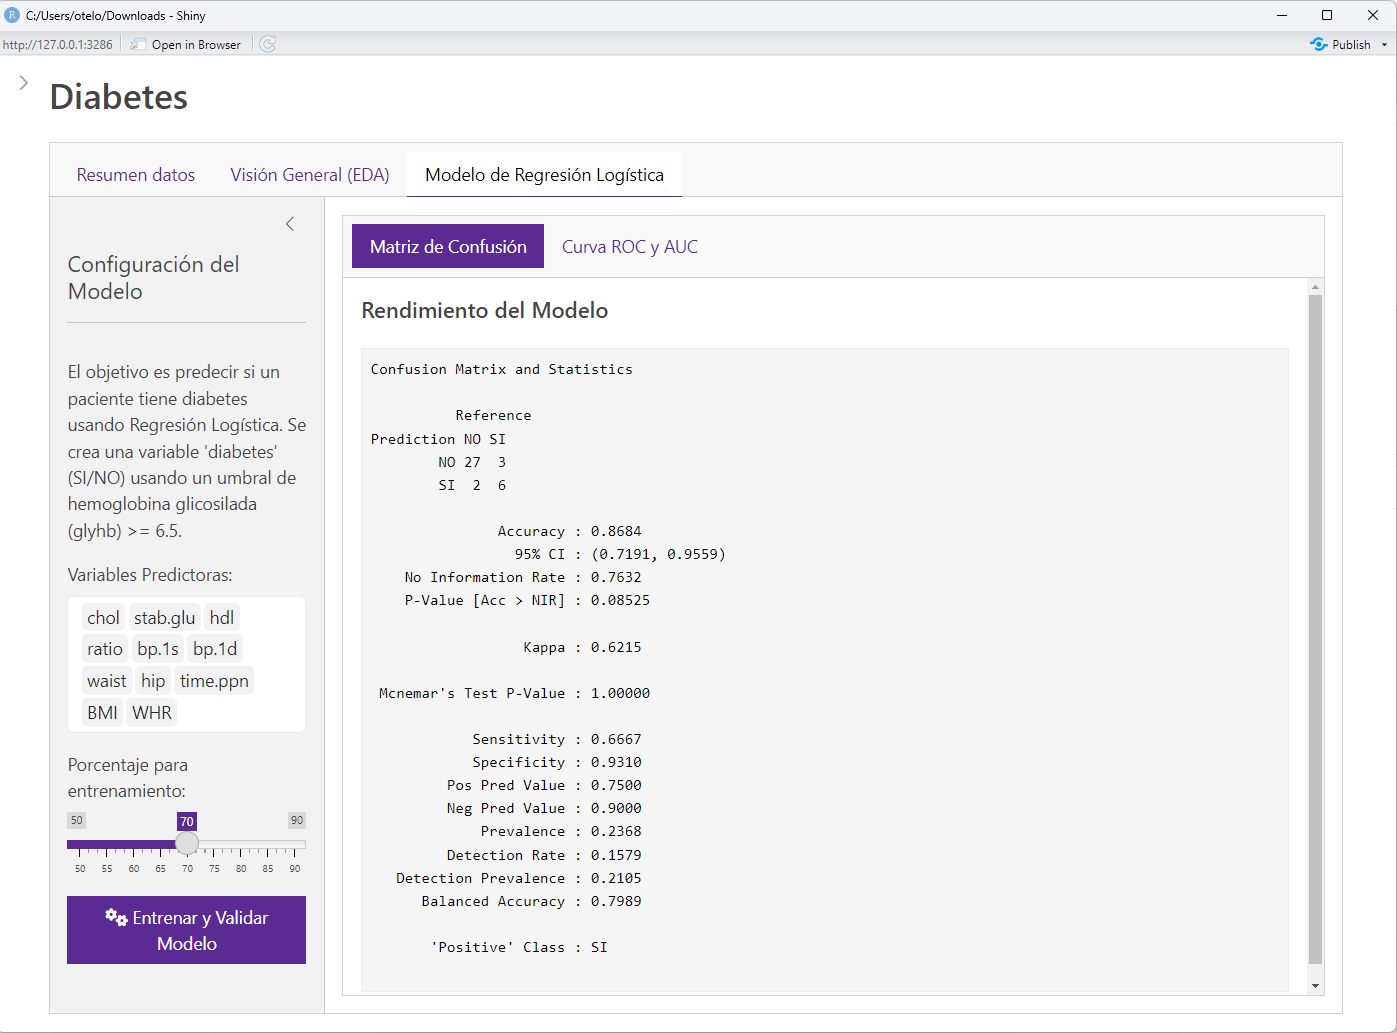 C:/Users/otelo/Downloads - Shiny
http://127.0.0.1:3286 Open in Browser Publish
Diabetes
Resumen datos Visión General (EDA) Modelo de Regresión Logística
Configuración del
Modelo
El objetivo es predecir si un
paciente tiene diabetes
usando Regresión Logística. Se
crea una variable 'diabetes'
(SI/NO) usando un umbral de
hemoglobina glicosilada
(glyhb) >= 6.5.
Variables Predictoras:
chol stab.glu hdl
ratio bp.1s bp.1d
waist hip time.ppn
BMI WHR
Porcentaje para
entrenamiento:
50 70 90
50 55 60 65 70 75 80 85 90
Entrenar y Validar
Modelo
Matriz de Confusión Curva ROC y AUC
Rendimiento del Modelo
Confusion Matrix and Statistics
Reference
Prediction NO SI
NO 27 3
SI 2 6
Accuracy : 0.8684
95% CI : (0.7191, 0.9559)
No Information Rate : 0.7632
P-Value [Acc > NIR] : 0.08525
Kappa : 0.6215
Mcnemar's Test P-Value : 1.00000
Sensitivity : 0.6667
Specificity : 0.9310
Pos Pred Value : 0.7500
Neg Pred Value : 0.9000
Prevalence : 0.2368
Detection Rate : 0.1579
Detection Prevalence : 0.2105
Balanced Accuracy : 0.7989
'Positive' Class : SI